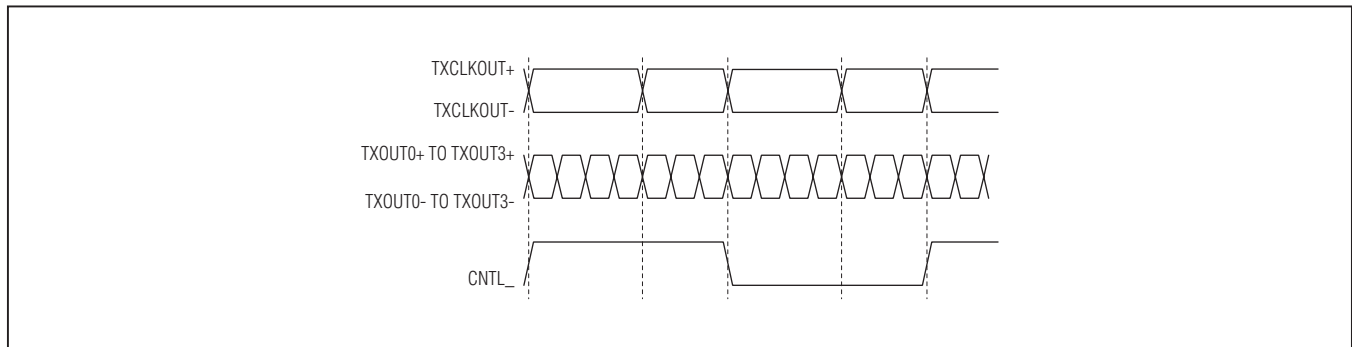 TXCLKOUT+
TXCLKOUT-
TXOUT0+ TO TXOUT3+
TXOUT0- TO TXOUT3-
CNTL_